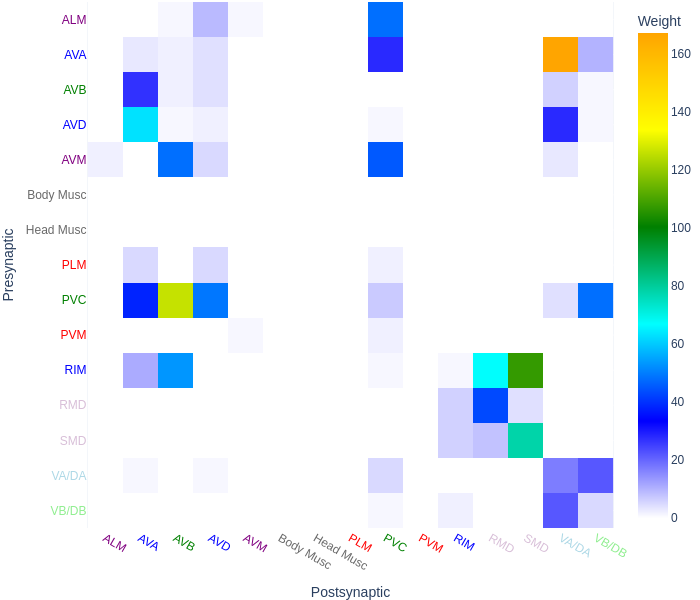 Weight
160
140
120
100
80
60
40
20
0
Presynaptic
ALM
AVA
AVB
AVD
AVM
Body Musc
Head Musc
PLM
PVC
PVM
RIM
RMD
SMD
VA/DA
VB/DB
ALM
AVA
AVB
AVD
AVM
Body Musc
Head Musc
PLM
PVC
PVM
RIM
RMD
SMD
VA/DA
VB/DB
Postsynaptic